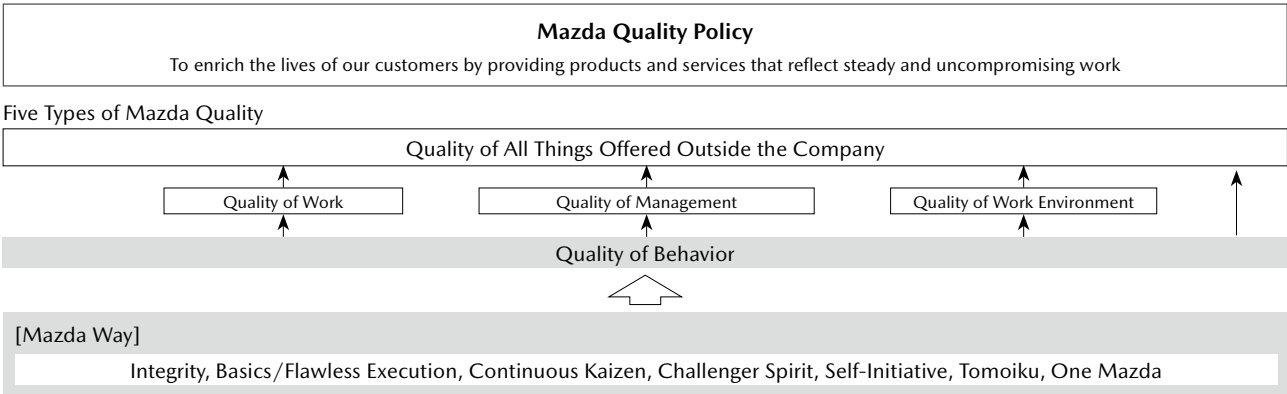 Mazda Quality Policy
To enrich the lives of our customers by providing products and services that reflect steady and uncompromising work
Five Types of Mazda Quality
Quality of All Things Offered Outside the Company
Quality of Work
Quality of Management
Quality of Work Environment
Quality of Behavior
[Mazda Way]
Integrity, Basics/Flawless Execution, Continuous Kaizen, Challenger Spirit, Self-Initiative, Tomoiku, One Mazda